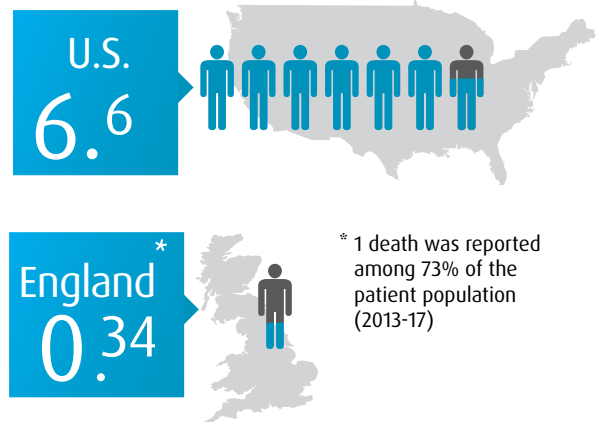 U.S.
6.6
*
England
0.34
* 1 death was reported
among 73% of the
patient population
(2013-17)